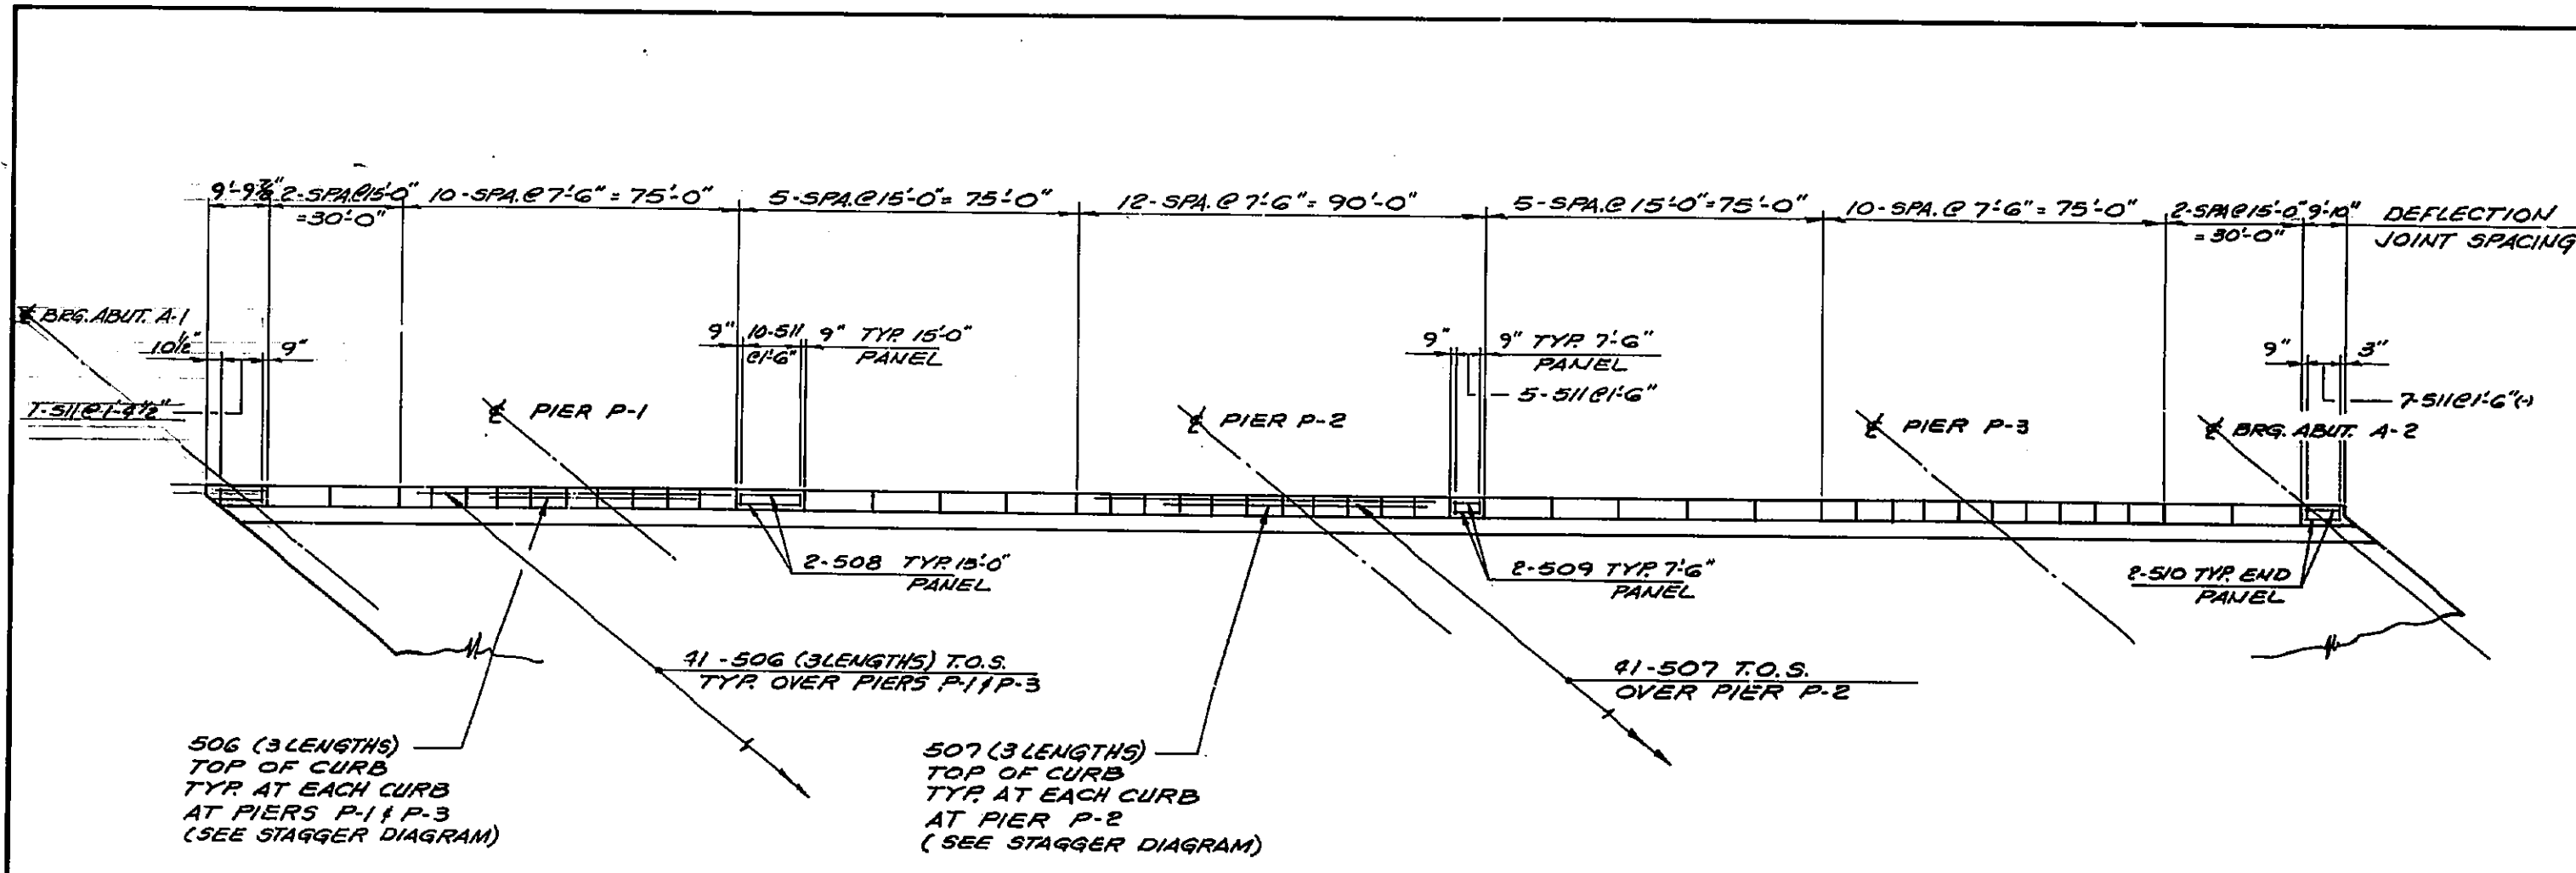 9'-9⅞" 2-SPA.@15'-0" 10-SPA.@ 7'-6" = 75'-0" 5-SPA.@ 15'-0" = 75'-0" 12-SPA.@ 7'-6" = 90'-0" 5-SPA.@ 15'-0" = 75'-0" 10-SPA.@ 7'-6" = 75'-0" 2-SPA@15'-0" 9'-10" DEFLECTION
=30'-0" = 30'-0" JOINT SPACING
℄ BRG. ABUT. A-1
10½" 9"
9" 10-511 9" TYP. 15'-0"
@1'-6" PANEL
9" 9" TYP. 7'-6"
PANEL
5-511@1'-6"
9" 3"
7-511@1'-4½"
7-511@1'-6"(-)
℄ PIER P-1
℄ PIER P-2
℄ PIER P-3
℄ BRG. ABUT. A-2
2-508 TYP. 15'-0"
PANEL
2-509 TYP. 7'-6"
PANEL
2-510 TYP. END
PANEL
41-506 (3 LENGTHS) T.O.S.
TYP. OVER PIERS P-1 & P-3
41-507 T.O.S.
OVER PIER P-2
506 (3 LENGTHS)
TOP OF CURB
TYP. AT EACH CURB
AT PIERS P-1 & P-3
(SEE STAGGER DIAGRAM)
507 (3 LENGTHS)
TOP OF CURB
TYP. AT EACH CURB
AT PIER P-2
(SEE STAGGER DIAGRAM)